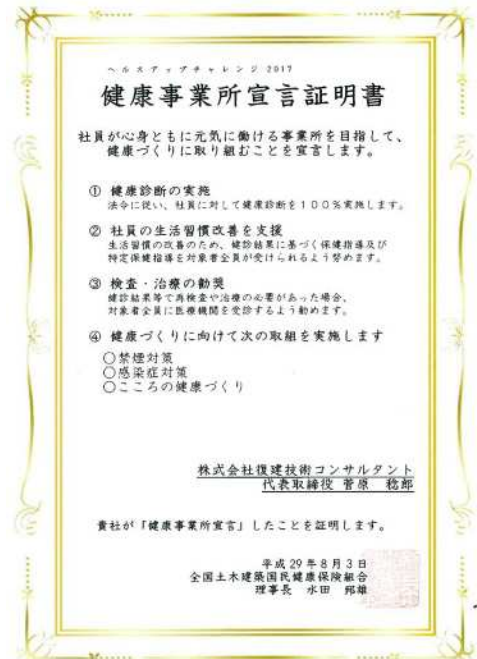 ヘルスアップチャレンジ2017
健康事業所宣言証明書
社員が心身ともに元気に働ける事業所を目指して、
健康づくりに取り組むことを宣言します。
① 健康診断の実施
法令に従い、社員に対して健康診断を100%実施します。
② 社員の生活習慣改善を支援
生活習慣の改善のため、健診結果に基づく保健指導及び
特定保健指導を対象者全員が受けられるよう努めます。
③ 検査・治療の勧奨
健診結果等で再検査や治療の必要があった場合、
対象者全員に医療機関を受診するよう勧めます。
④ 健康づくりに向けて次の取組を実施します
○禁煙対策
○感染症対策
○こころの健康づくり
株式会社復建技術コンサルタント
代表取締役 菅原 稔郎
貴社が「健康事業所宣言」したことを証明します。
平成29年8月3日
全国土木建築国民健康保険組合
理事長 水田 邦雄